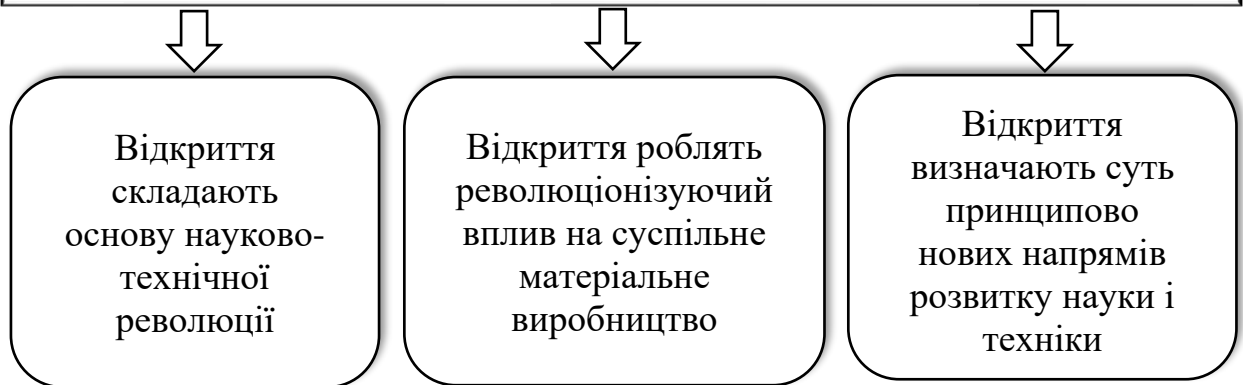 Відкриття
складають
основу науково-
технічної
революції
Відкриття роблять
революціонізуючий
вплив на суспільне
матеріальне
виробництво
Відкриття
визначають суть
принципово
нових напрямів
розвитку науки і
техніки